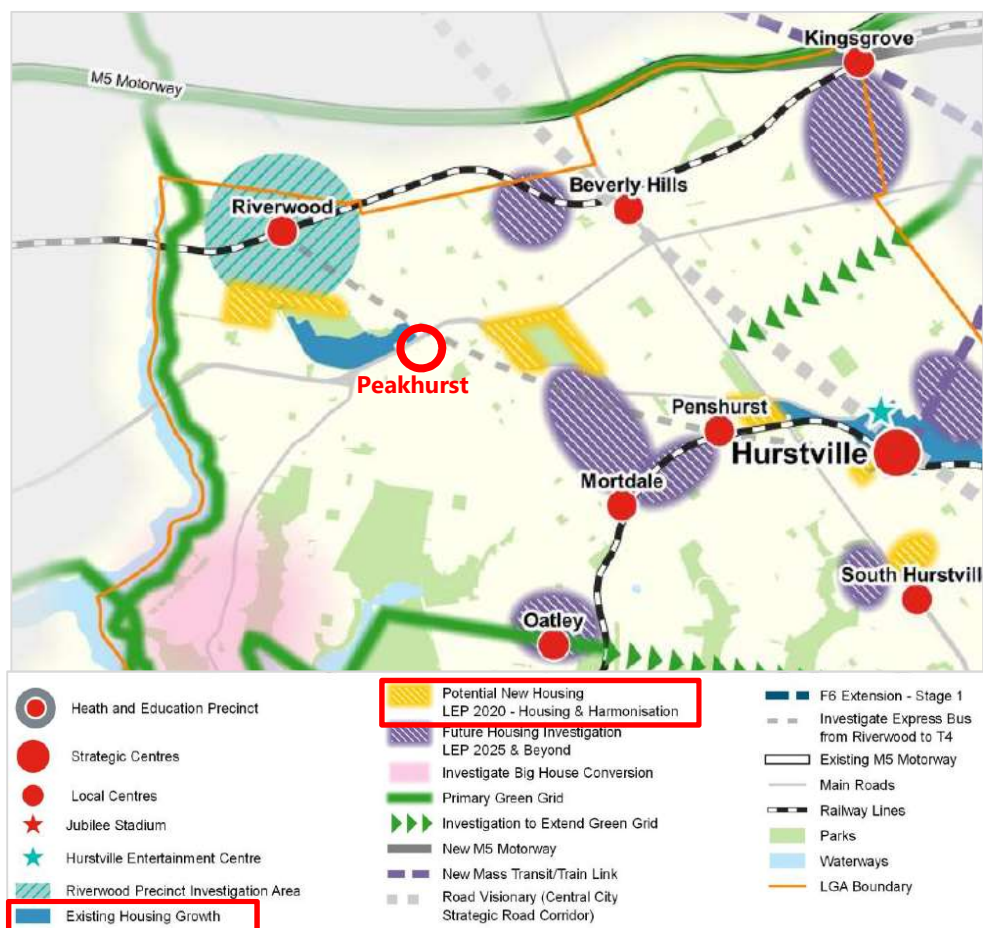 Kingsgrove
M5 Motorway
Beverly Hills
Riverwood
Peakhurst
Penshurst
Hurstville
Mortdale
South Hurstvill
Oatley
Heath and Education Precinct
Strategic Centres
Local Centres
Jubilee Stadium
Hurstville Entertainment Centre
Riverwood Precinct Investigation Area
Existing Housing Growth
Potential New Housing
LEP 2020 - Housing & Harmonisation
Future Housing Investigation
LEP 2025 & Beyond
Investigate Big House Conversion
Primary Green Grid
Investigation to Extend Green Grid
New M5 Motorway
New Mass Transit/Train Link
Road Visionary (Central City
Strategic Road Corridor)
F6 Extension - Stage 1
Investigate Express Bus
from Riverwood to T4
Existing M5 Motorway
Main Roads
Railway Lines
Parks
Waterways
LGA Boundary